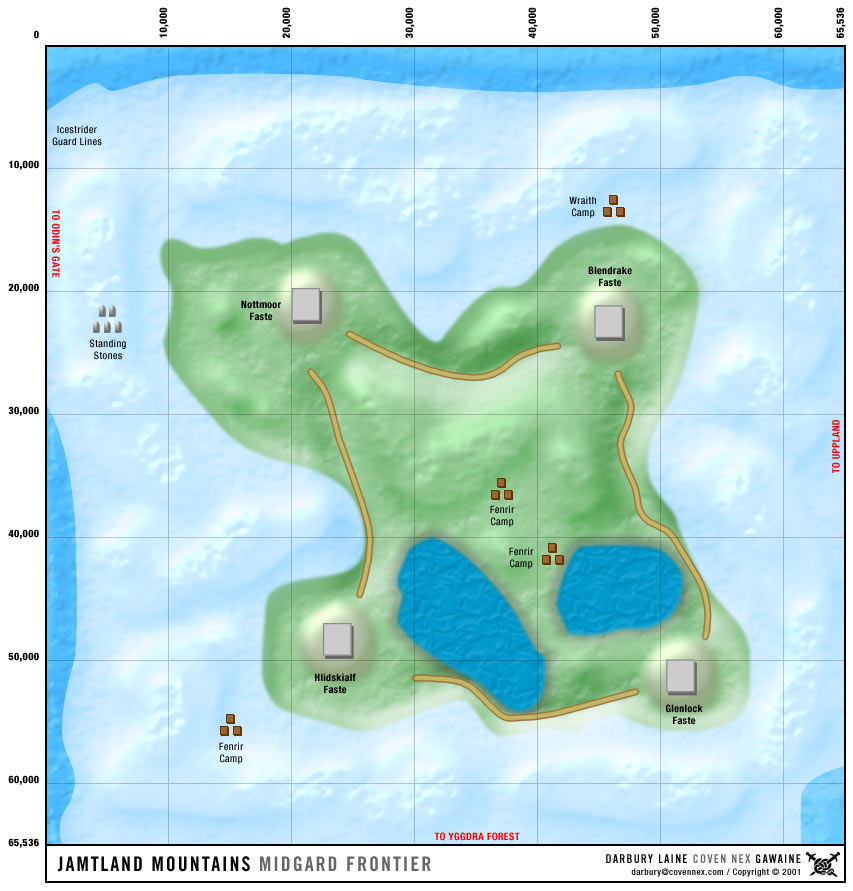 0
10,000
20,000
30,000
40,000
50,000
60,000
65,536
Icestrider
Guard Lines
10,000
Wraith
Camp
TO ODIN'S GATE
Blendrake
Faste
20,000
Nottmoor
Faste
Standing
Stones
30,000
TO UPPLAND
Fenrir
Camp
40,000
Fenrir
Camp
50,000
Hlidskialf
Faste
Glenlock
Faste
Fenrir
Camp
60,000
TO YGGDRA FOREST
65,536
JAMTLAND MOUNTAINS MIDGARD FRONTIER
DARBURY LAINE COVEN NEX GAWAINE
darbury@covennex.com / Copyright © 2001